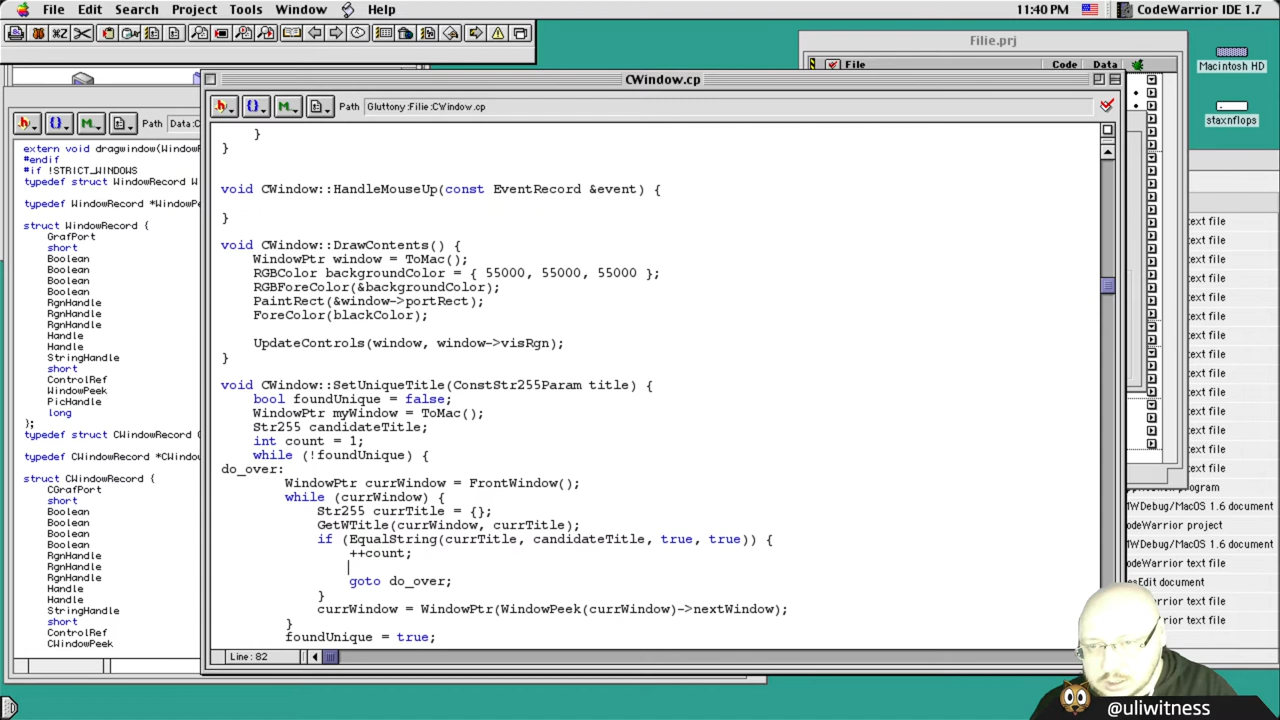 File Edit Search Project Tools Window Help 11:40 PM CodeWarrior IDE 1.7
Filie.prj
File Code Data
Macintosh HD
staxnflops
CWindow.cp
Path Gluttony:Filie:CWindow.cp
}
}
void CWindow::HandleMouseUp(const EventRecord &event) {
}
void CWindow::DrawContents() {
WindowPtr window = ToMac();
RGBColor backgroundColor = { 55000, 55000, 55000 };
RGBForeColor(&backgroundColor);
PaintRect(&window->portRect);
ForeColor(blackColor);
UpdateControls(window, window->visRgn);
}
void CWindow::SetUniqueTitle(ConstStr255Param title) {
bool foundUnique = false;
WindowPtr myWindow = ToMac();
Str255 candidateTitle;
int count = 1;
while (!foundUnique) {
do_over:
WindowPtr currWindow = FrontWindow();
while (currWindow) {
Str255 currTitle = {};
GetWTitle(currWindow, currTitle);
if (EqualString(currTitle, candidateTitle, true, true)) {
++count;
goto do_over;
}
currWindow = WindowPtr(WindowPeek(currWindow)->nextWindow);
}
foundUnique = true;
Line: 82
Path Data:C
extern void dragwindow(Window
#endif
#if !STRICT_WINDOWS
typedef struct WindowRecord W
typedef WindowRecord *WindowPe
struct WindowRecord {
GrafPort
short
Boolean
Boolean
Boolean
Boolean
RgnHandle
RgnHandle
RgnHandle
Handle
Handle
StringHandle
short
ControlRef
WindowPeek
PicHandle
long
};
typedef struct CWindowRecord
typedef CWindowRecord *CWindo
struct CWindowRecord {
CGrafPort
short
Boolean
Boolean
Boolean
Boolean
RgnHandle
RgnHandle
RgnHandle
Handle
Handle
StringHandle
short
ControlRef
CWindowPeek
text file
text file
text file
text file
text file
text file
text file
text file
text file
text file
text file
text file
text file
text file
application program
MWDebug/MacOS 1.6 document
CodeWarrior project
MWDebug/MacOS 1.6 document
CodeWarrior text file
ResEdit document
text file
text file
@uliwitness